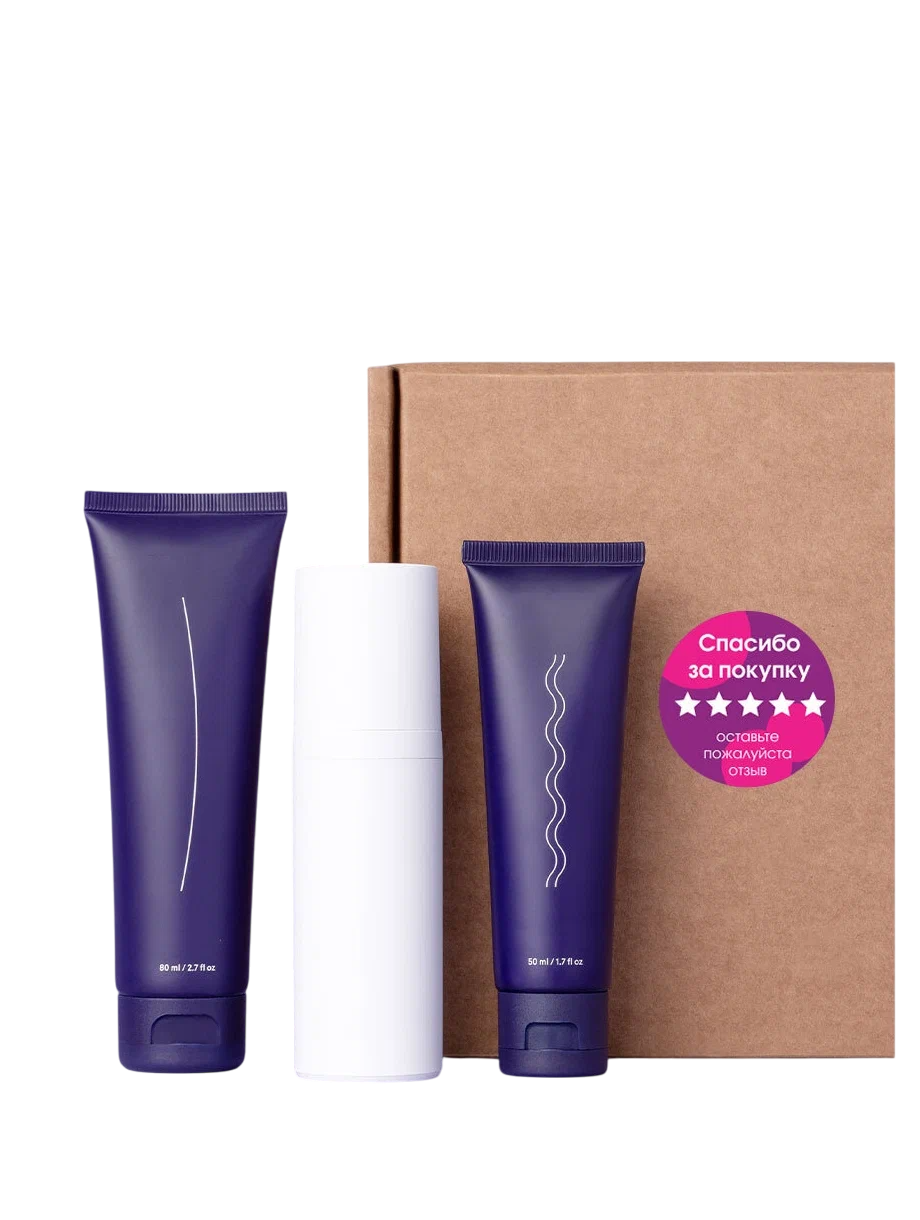 Спасибо
за покупку
оставьте
пожалуйста
отзыв
80 ml / 2.7 fl oz
50 ml / 1.7 fl oz